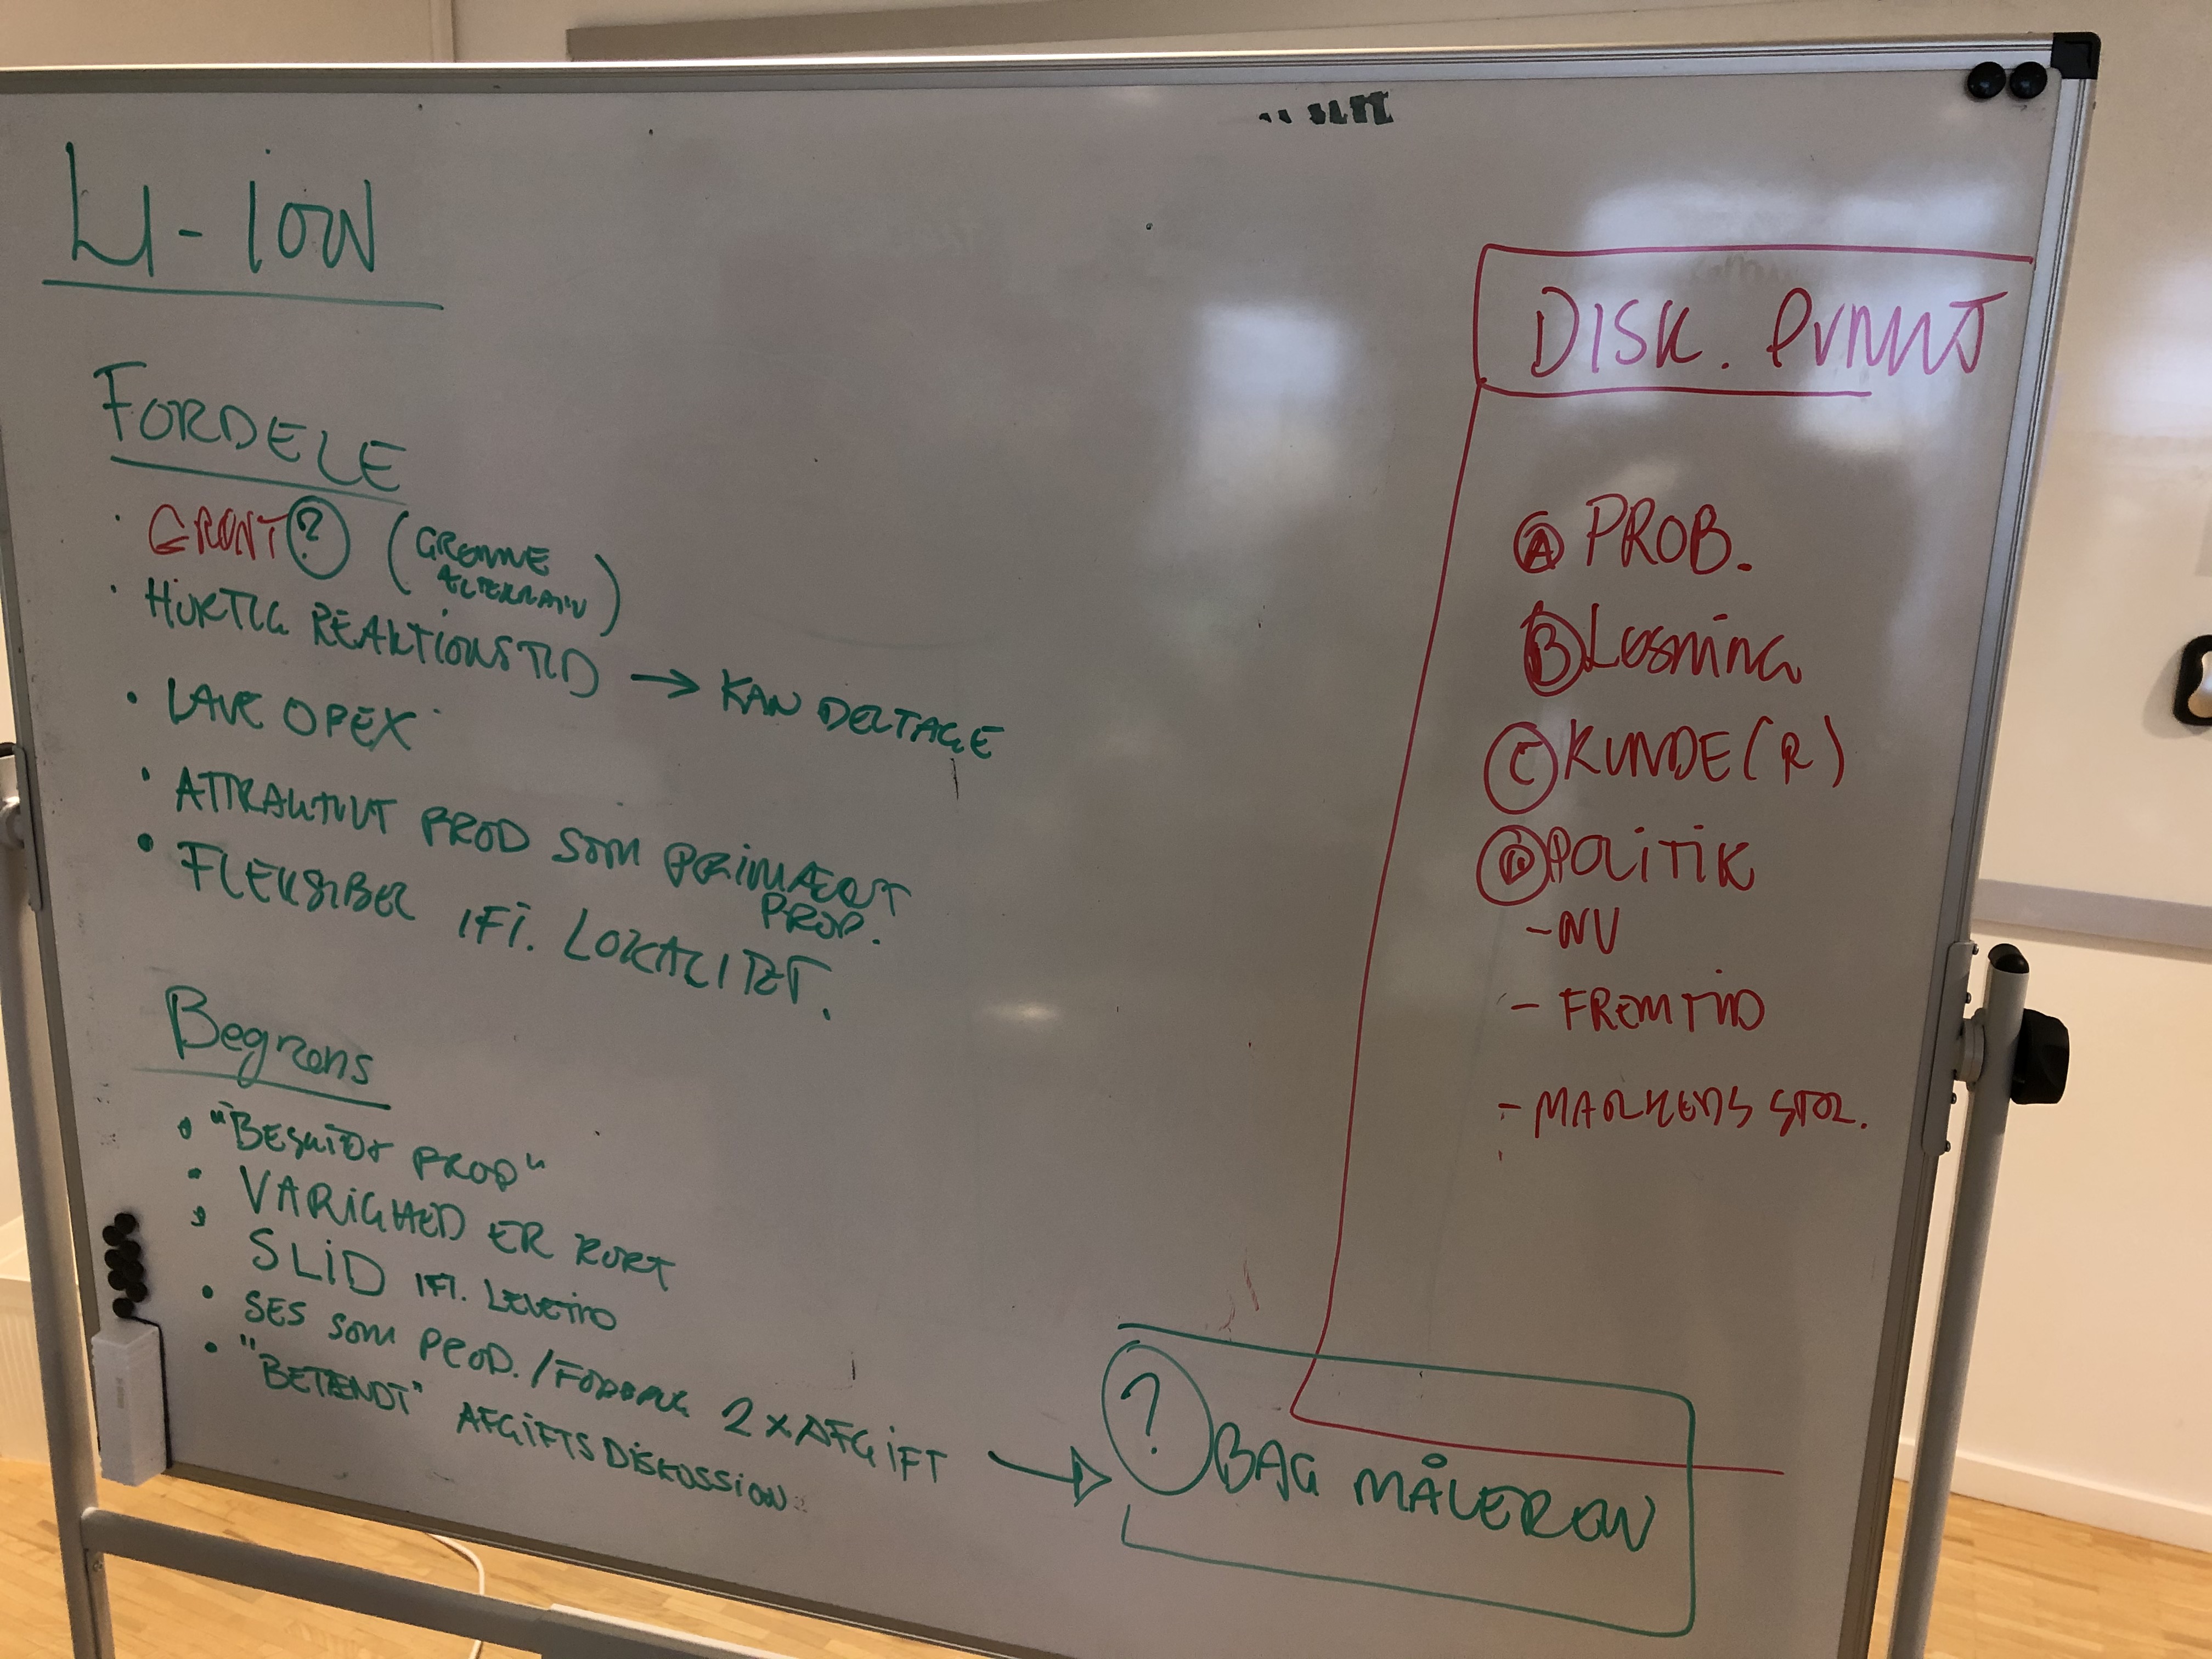 Li-ion
FORDELE
· GRØNT? (GRØNNE
ALTERNATIV)
· HURTIG REAKTIONSTID → KAN DELTAGE
· LAVE OPEX
· ATTRAKTIVT PROD SOM PRIMÆRT
PROD.
· FLEKSIBEL IFT. LOKALITET.
Begræns
· "BESKIDT PROD"
· VARIGHED ER KORT
· SLID IFT. LEVETID
· SES SOM PROD./FORBRUG 2 x AFGIFT
· "BETÆNDT" AFGIFTSDISKUSSION → ? BAG MÅLEREN
DISK. PUNKT
A PROB.
B LØSNING
C KUNDE(R)
D POLITIK
- NU
- FREMTID
- MARKEDS STØR.